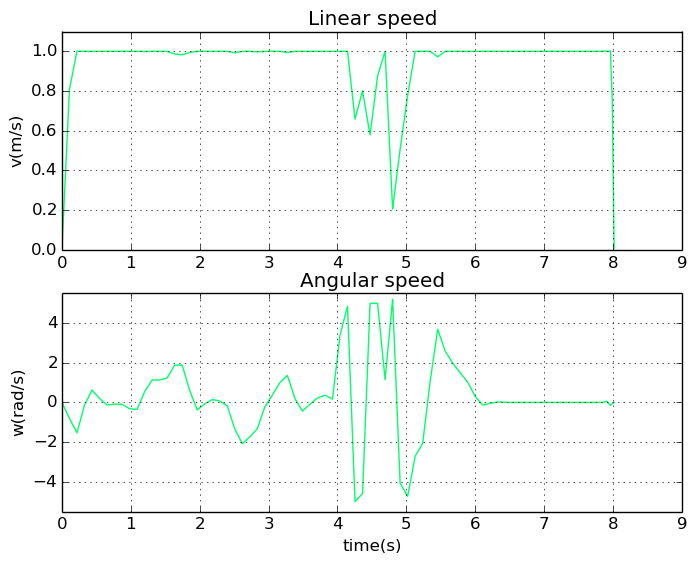 Linear speed
1.0
0.8
0.6
0.4
0.2
0.0
v(m/s)
0 1 2 3 4 5 6 7 8 9
Angular speed
4
2
0
−2
−4
w(rad/s)
0 1 2 3 4 5 6 7 8 9
time(s)